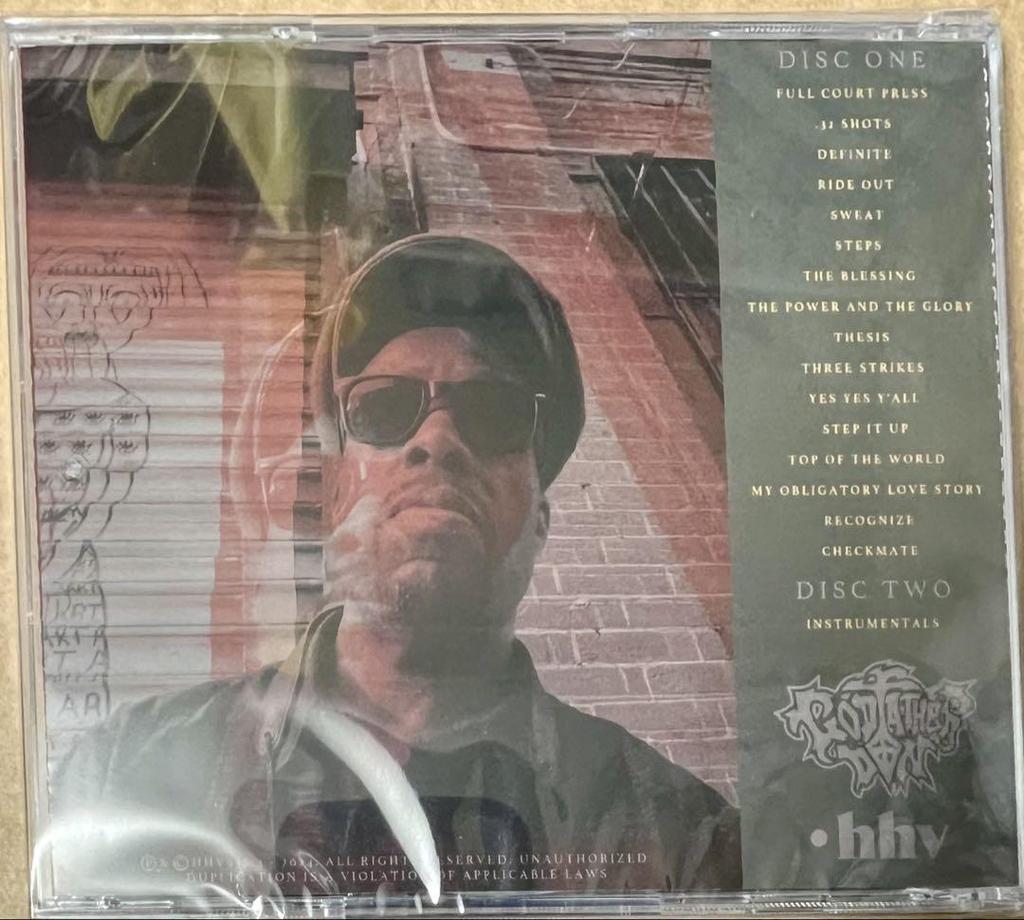 DISC ONE
FULL COURT PRESS
.32 SHOTS
DEFINITE
RIDE OUT
SWEAT
STEPS
THE BLESSING
THE POWER AND THE GLORY
THESIS
THREE STRIKES
YES YES Y'ALL
STEP IT UP
TOP OF THE WORLD
MY OBLIGATORY LOVE STORY
RECOGNIZE
CHECKMATE
DISC TWO
INSTRUMENTALS
GODFATHER
DON
hhv
ALL RIGHTS RESERVED. UNAUTHORIZED
DUPLICATION IS A VIOLATION OF APPLICABLE LAWS